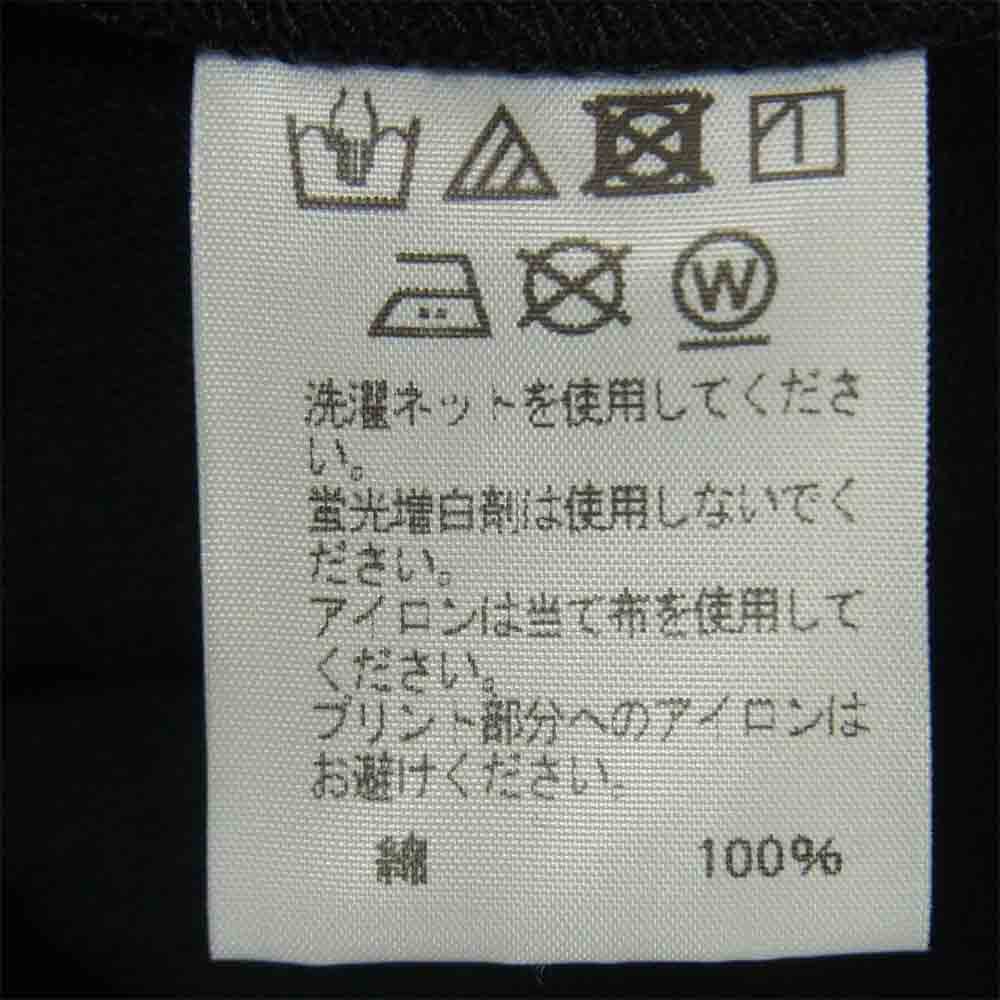 W
洗濯ネットを使用してくださ
い。
蛍光増白剤は使用しないでく
ださい。
アイロンは当て布を使用して
ください。
プリント部分へのアイロンは
お避けください。
綿 100%